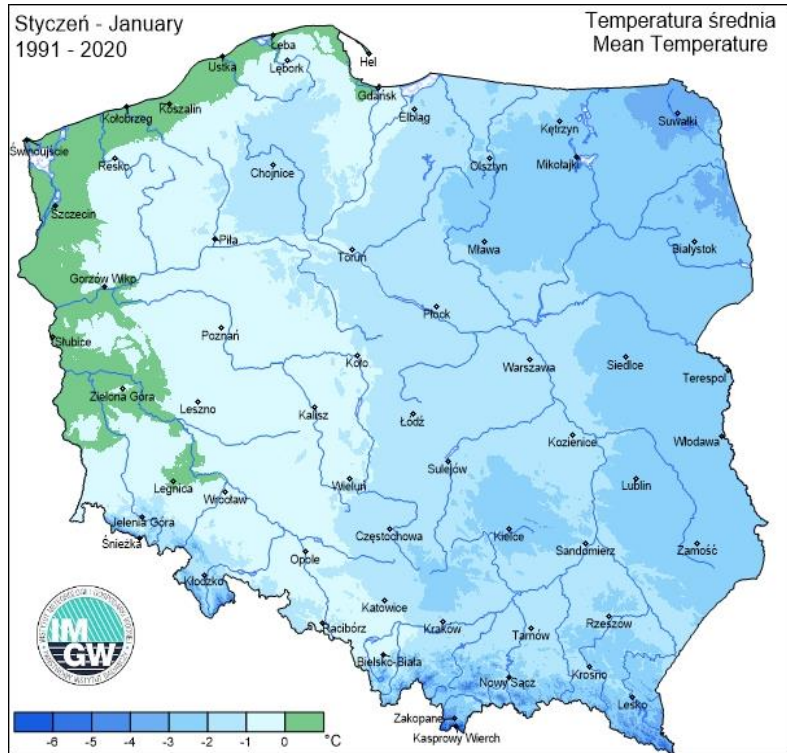 Styczeń - January
1991 - 2020
Temperatura średnia
Mean Temperature
Łeba
Ustka
Lębork
Hel
Gdańsk
Koszalin
Kołobrzeg
Elbląg
Kętrzyn
Suwałki
Świnoujście
Resko
Chojnice
Olsztyn
Mikołajki
Szczecin
Piła
Toruń
Mława
Białystok
Gorzów Wlkp.
Płock
Słubice
Poznań
Koło
Warszawa
Siedlce
Terespol
Zielona Góra
Leszno
Kalisz
Łódź
Kozienice
Włodawa
Sulejów
Legnica
Wrocław
Wieluń
Lublin
Jelenia Góra
Śnieżka
Częstochowa
Kielce
Sandomierz
Zamość
Opole
Kłodzko
Katowice
Racibórz
Kraków
Tarnów
Rzeszów
Bielsko-Biała
Nowy Sącz
Krosno
Lesko
Zakopane
Kasprowy Wierch
IM
GW
-6 -5 -4 -3 -2 -1 0 °C